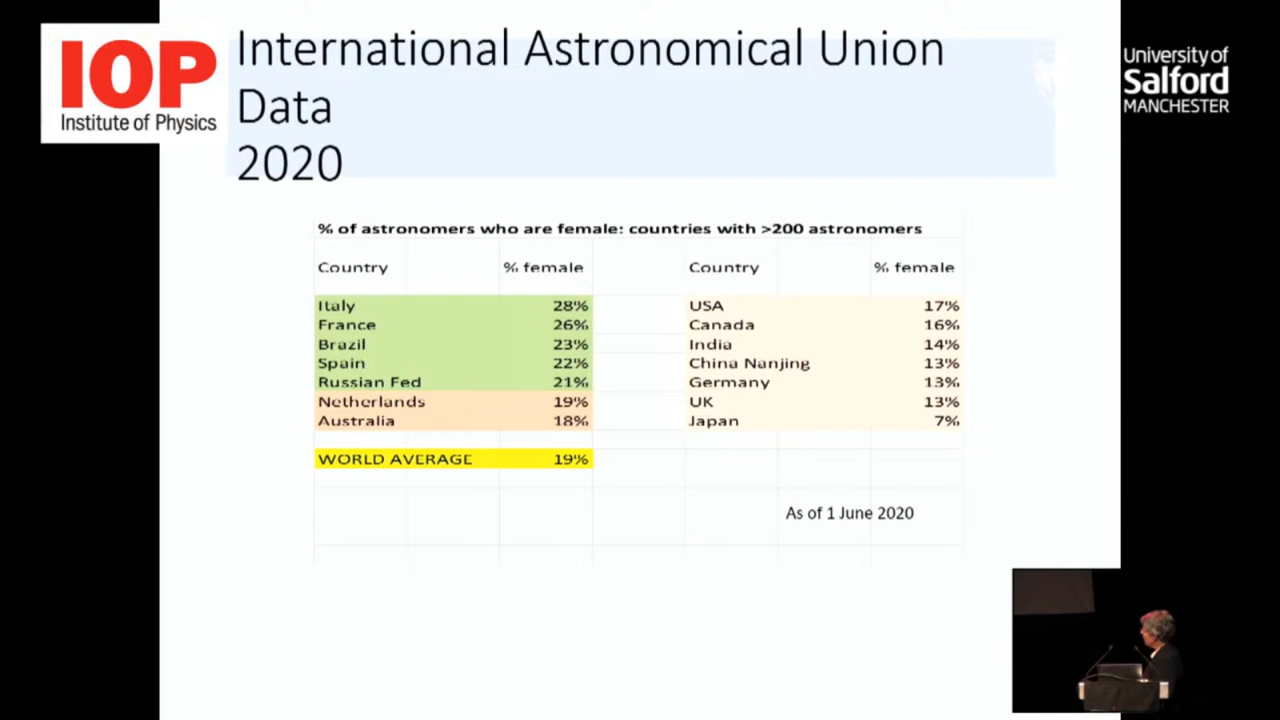 IOP
Institute of Physics
International Astronomical Union
Data
2020
University of
Salford
MANCHESTER
% of astronomers who are female: countries with >200 astronomers
Country % female Country % female
Italy 28% USA 17%
France 26% Canada 16%
Brazil 23% India 14%
Spain 22% China Nanjing 13%
Russian Fed 21% Germany 13%
Netherlands 19% UK 13%
Australia 18% Japan 7%
WORLD AVERAGE 19%
As of 1 June 2020